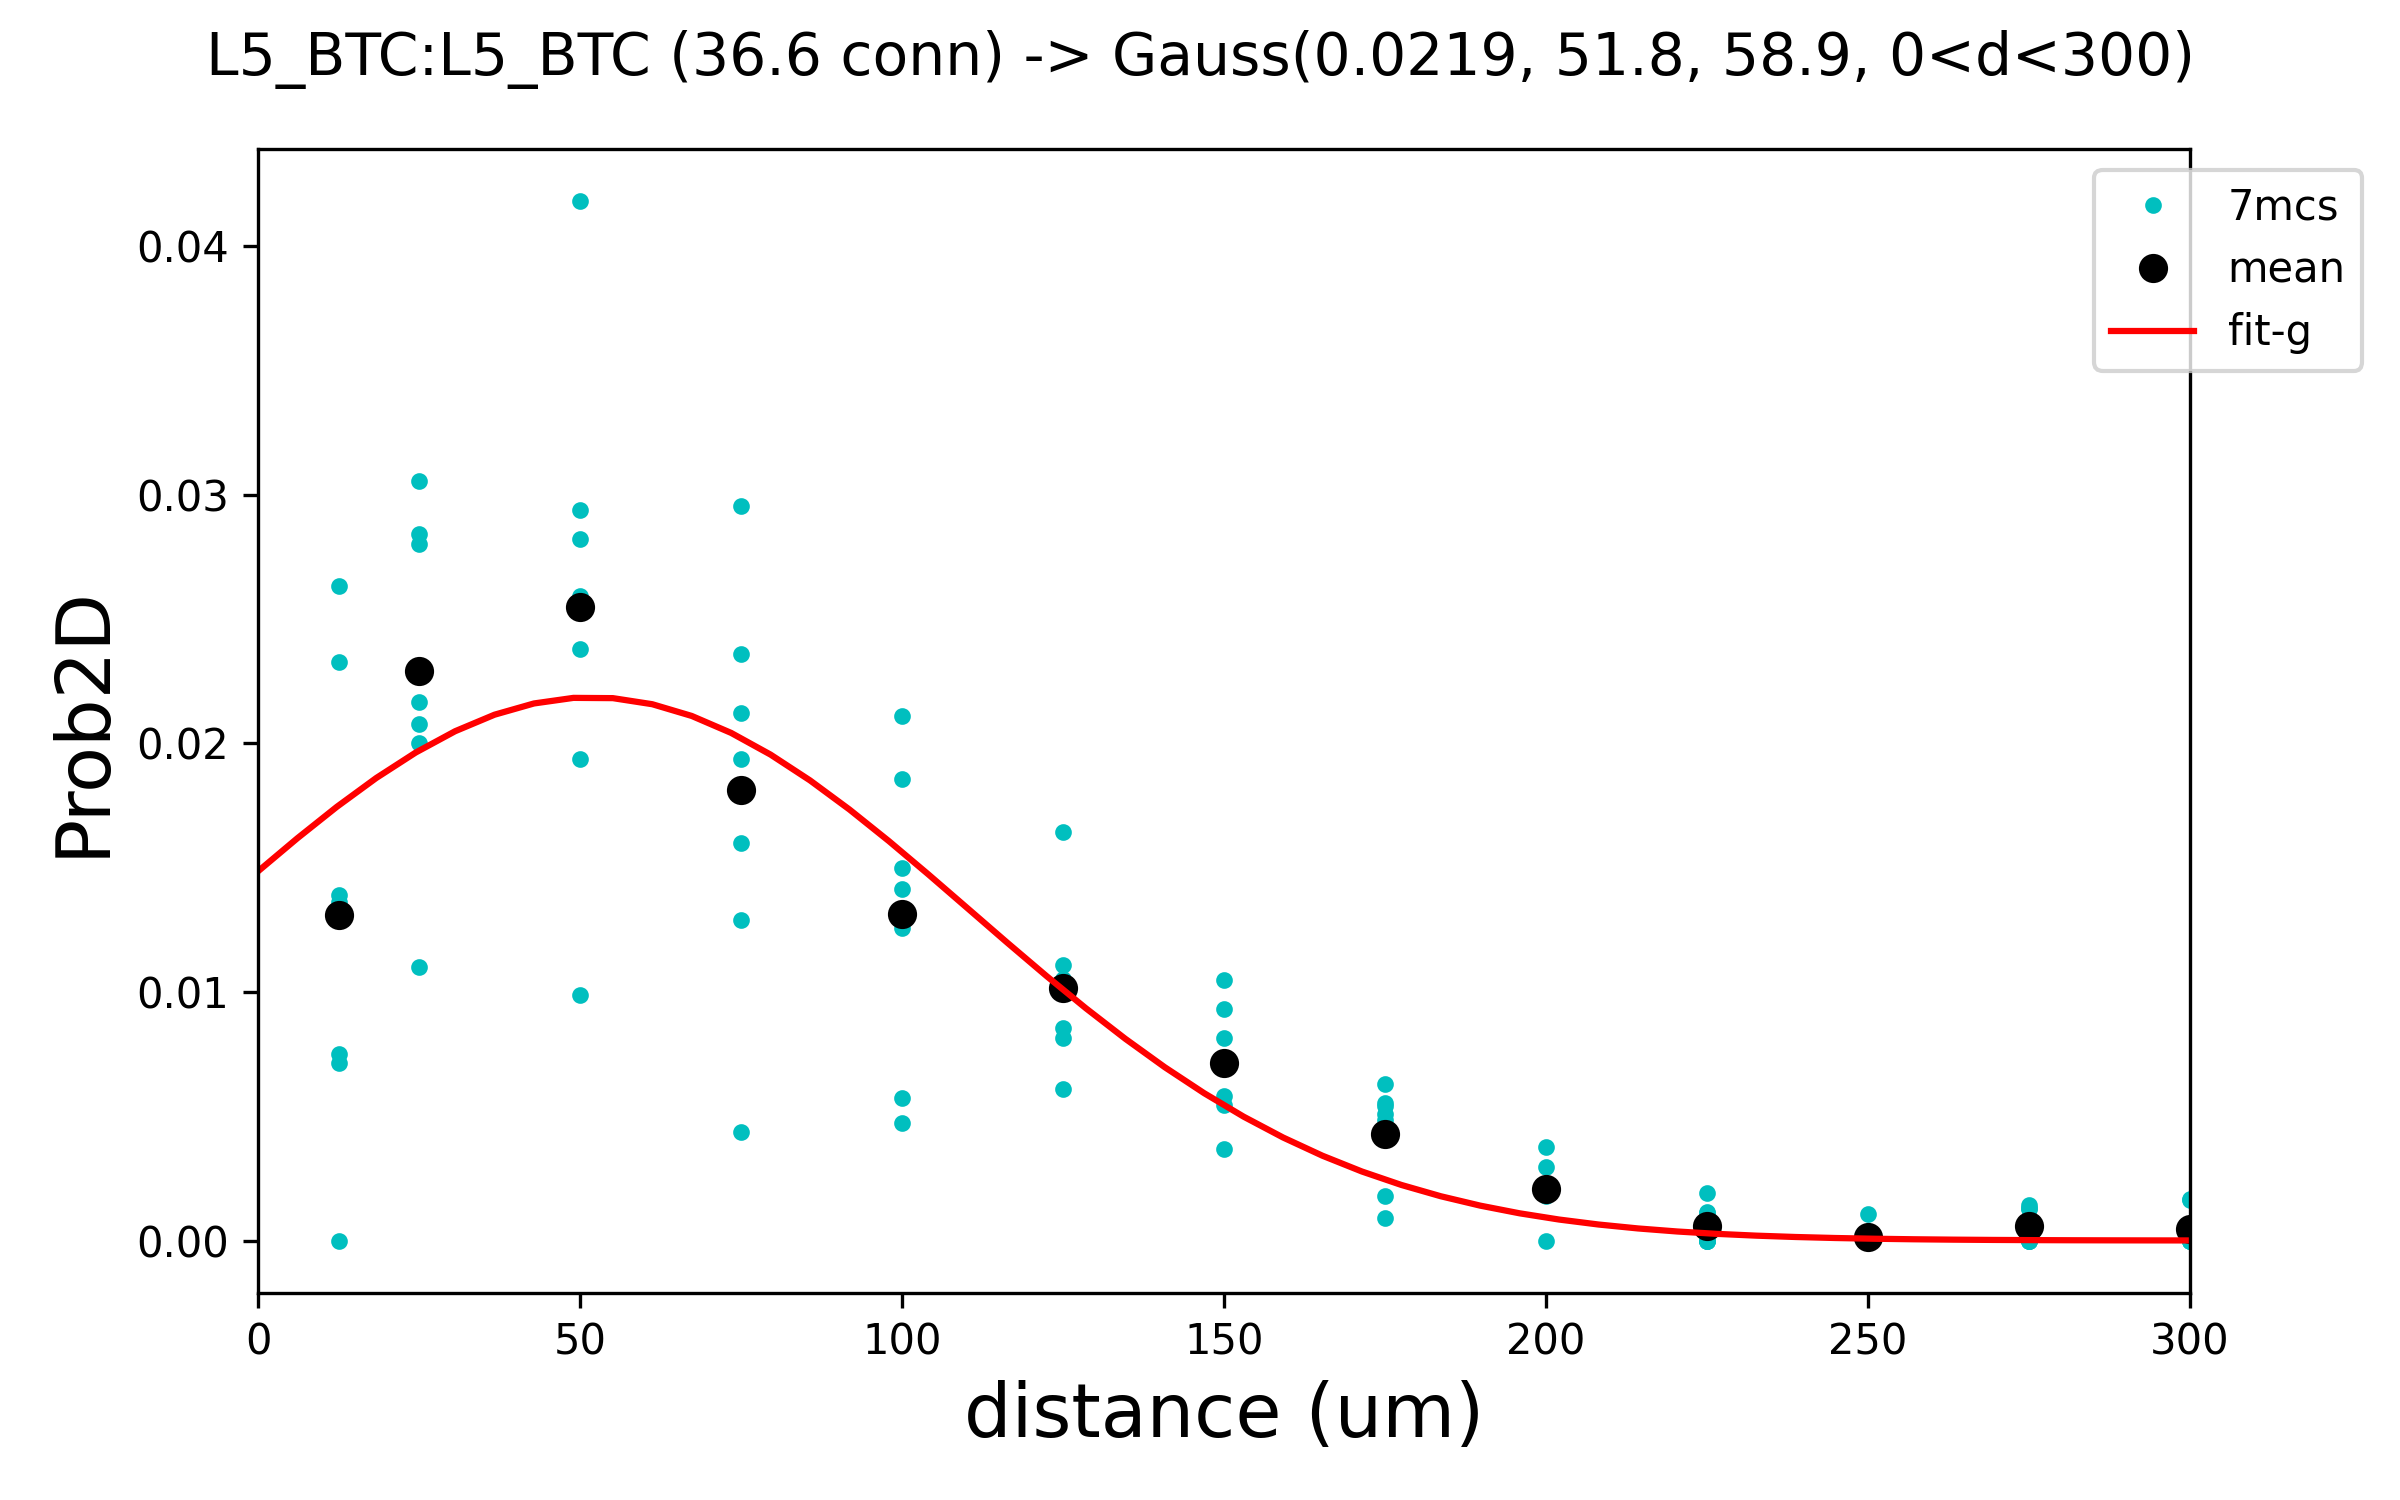 L5_BTC:L5_BTC (36.6 conn) -> Gauss(0.0219, 51.8, 58.9, 0<d<300)
7mcs
mean
fit-g
0.04
0.03
0.02
0.01
0.00
Prob2D
0 50 100 150 200 250 300
distance (um)